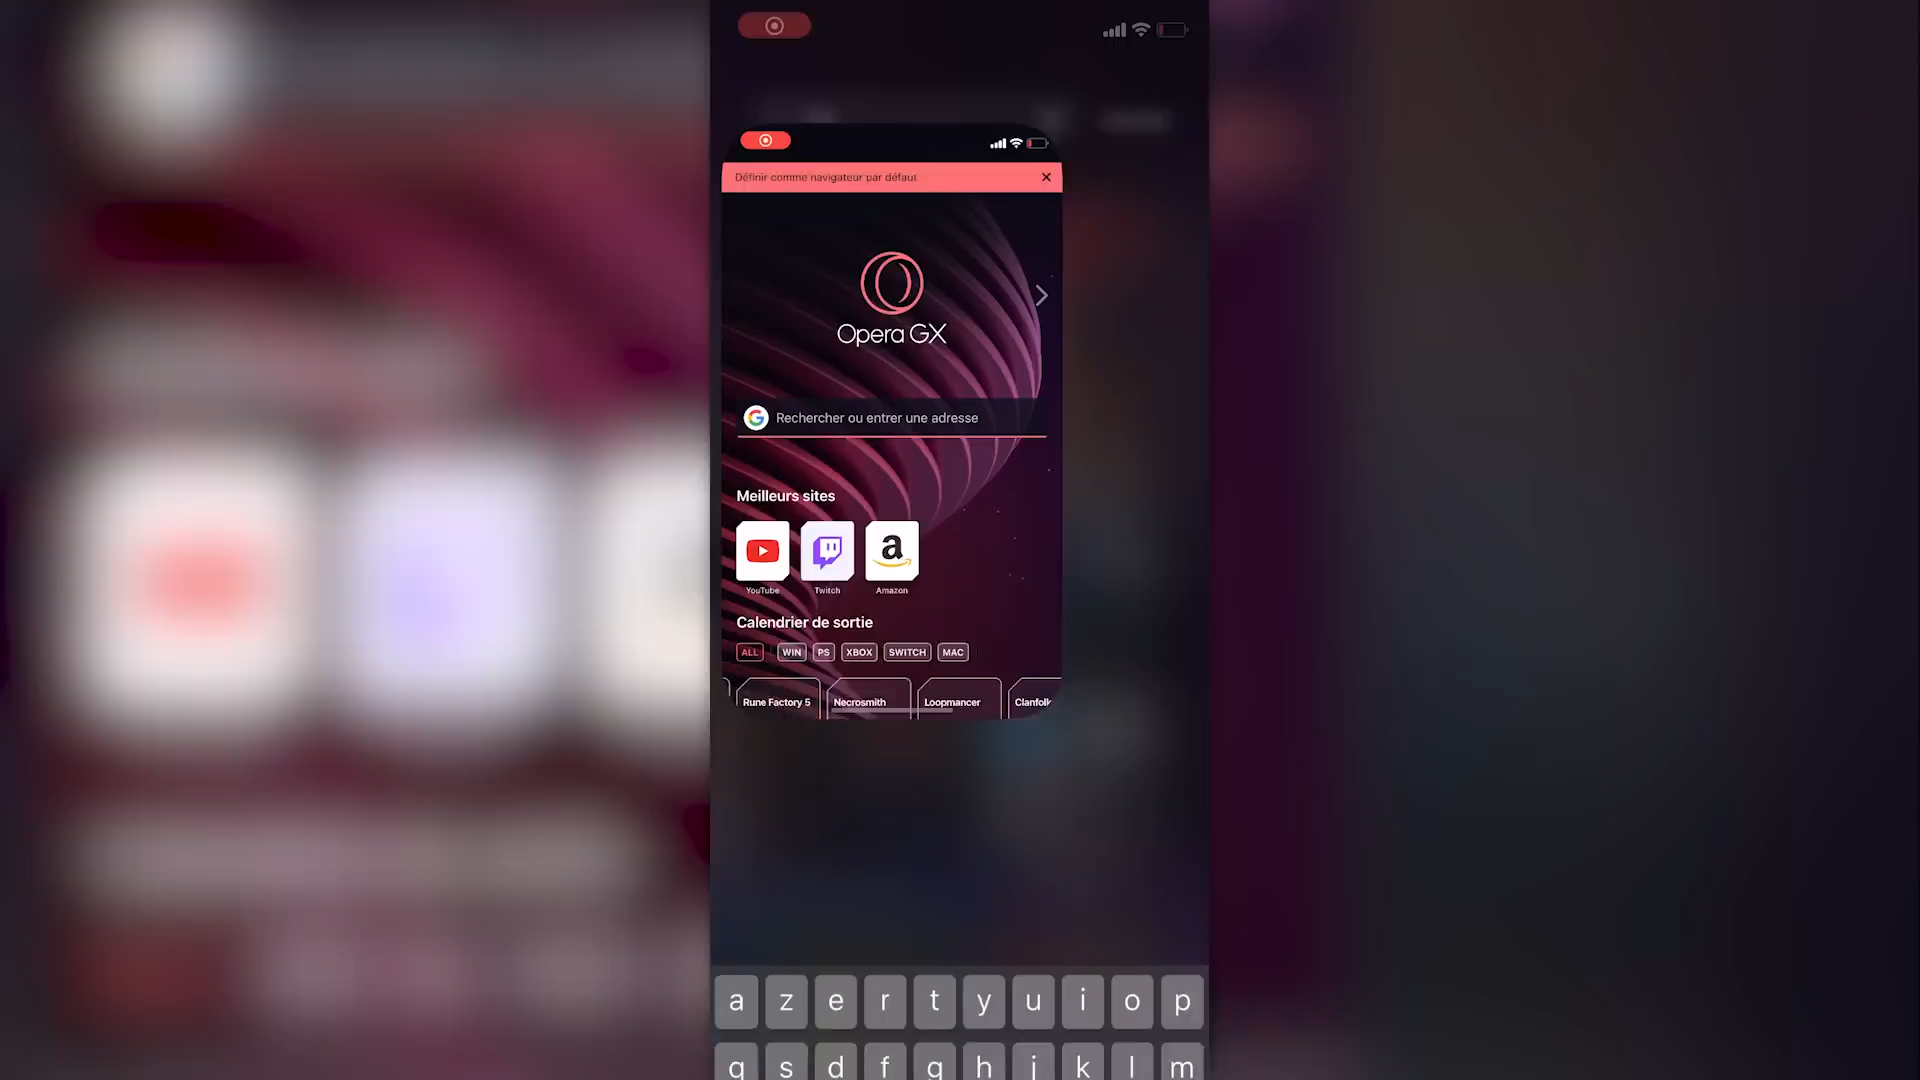 Définir comme navigateur par défaut
Opera GX
Rechercher ou entrer une adresse
Meilleurs sites
YouTube Twitch Amazon
Calendrier de sortie
ALL WIN PS XBOX SWITCH MAC
Rune Factory 5 Necrosmith Loopmancer Clanfolk
a z e r t y u i o p
q s d f g h j k l m